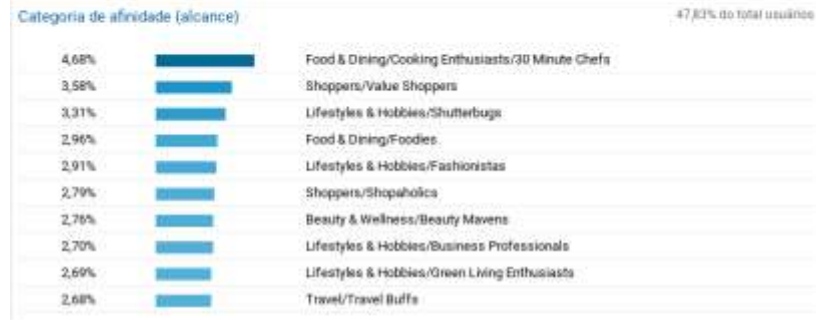 Categoria de afinidade (alcance)
47,83% do total usuários
4,68% Food & Dining/Cooking Enthusiasts/30 Minute Chefs
3,58% Shoppers/Value Shoppers
3,31% Lifestyles & Hobbies/Shutterbugs
2,96% Food & Dining/Foodies
2,91% Lifestyles & Hobbies/Fashionistas
2,79% Shoppers/Shopaholics
2,76% Beauty & Wellness/Beauty Mavens
2,70% Lifestyles & Hobbies/Business Professionals
2,69% Lifestyles & Hobbies/Green Living Enthusiasts
2,68% Travel/Travel Buffs